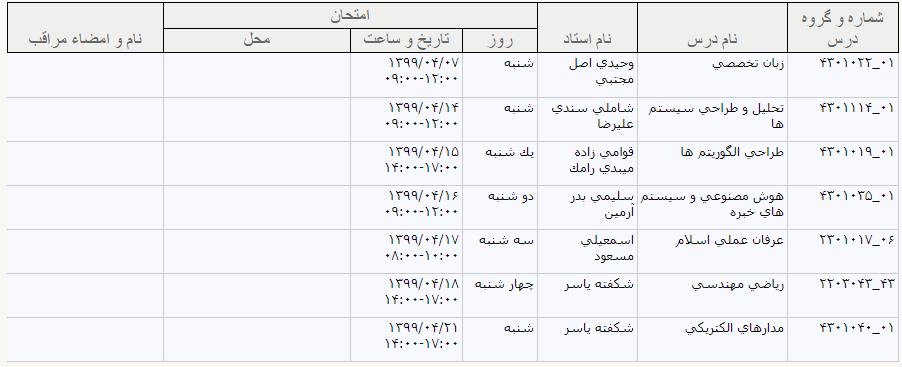 شماره و گروه درس	نام درس	نام استاد	امتحان	نام و امضاء مراقب
روز	تاريخ و ساعت	محل
۴۳۰۱۰۲۲_۰۱	زبان تخصصي	وحيدي اصل مجتبي	شنبه	۱۳۹۹/۰۴/۰۷ ۰۹:۰۰-۱۲:۰۰
۴۳۰۱۱۱۴_۰۱	تحليل و طراحي سيستم ها	شاملي سندي عليرضا	شنبه	۱۳۹۹/۰۴/۱۴ ۰۹:۰۰-۱۲:۰۰
۴۳۰۱۰۱۹_۰۱	طراحي الگوريتم ها	قوامي زاده ميبدي رامك	يك شنبه	۱۳۹۹/۰۴/۱۵ ۱۴:۰۰-۱۷:۰۰
۴۳۰۱۰۳۵_۰۱	هوش مصنوعي و سيستم هاي خبره	سليمي بدر آرمين	دو شنبه	۱۳۹۹/۰۴/۱۶ ۰۹:۰۰-۱۲:۰۰
۲۳۰۱۰۱۷_۰۶	عرفان عملي اسلام	اسمعيلي مسعود	سه شنبه	۱۳۹۹/۰۴/۱۷ ۰۸:۰۰-۱۰:۰۰
۲۲۰۳۰۴۳_۴۳	رياضي مهندسي	شكفته ياسر	چهار شنبه	۱۳۹۹/۰۴/۱۸ ۱۴:۰۰-۱۷:۰۰
۴۳۰۱۰۴۰_۰۱	مدارهاي الكتريكي	شكفته ياسر	شنبه	۱۳۹۹/۰۴/۲۱ ۱۴:۰۰-۱۷:۰۰